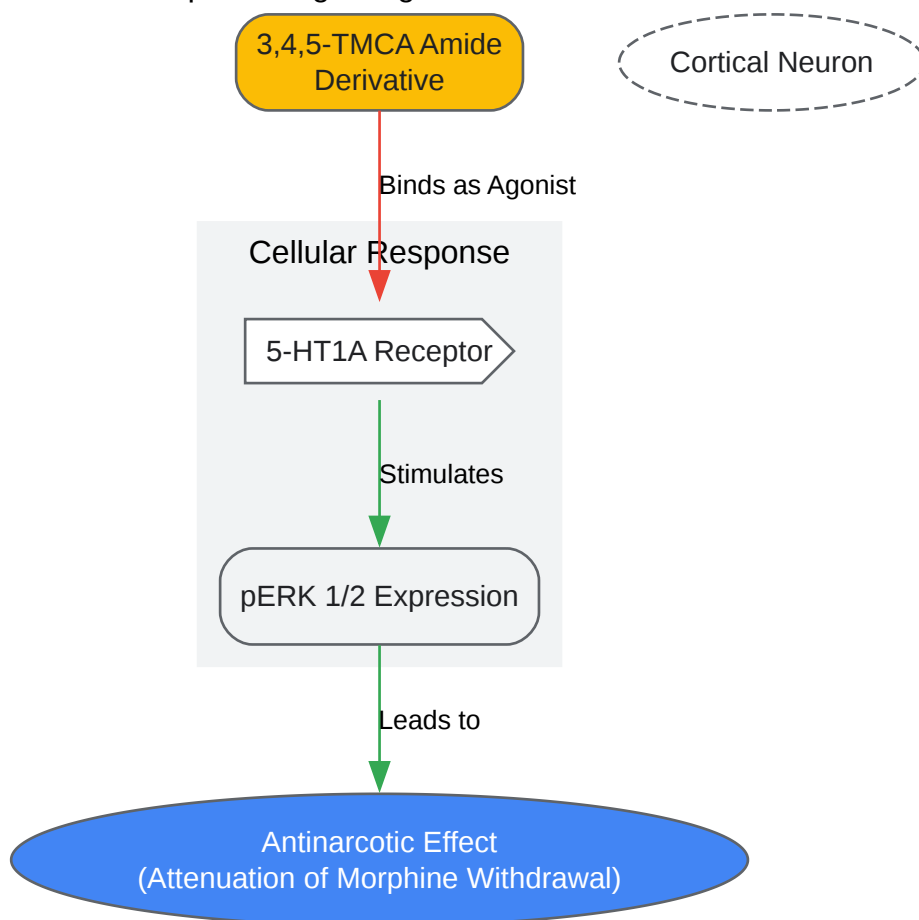 3,4,5-TMCA Amide
Derivative
Cortical Neuron
Binds as Agonist
Cellular Response
5-HT1A Receptor
Stimulates
pERK 1/2 Expression
Leads to
Antinarcotic Effect
(Attenuation of Morphine Withdrawal)